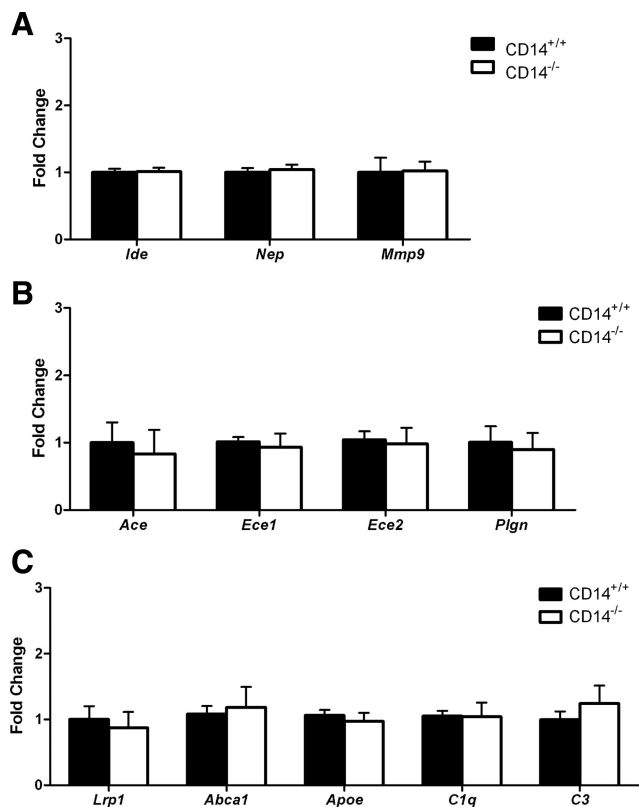 A
3
2
1
0
Fold Change
CD14+/+
CD14-/-
Ide Nep Mmp9
B
3
2
1
0
Fold Change
CD14+/+
CD14-/-
Ace Ece1 Ece2 Plgn
C
3
2
1
0
Fold Change
CD14+/+
CD14-/-
Lrp1 Abca1 Apoe C1q C3